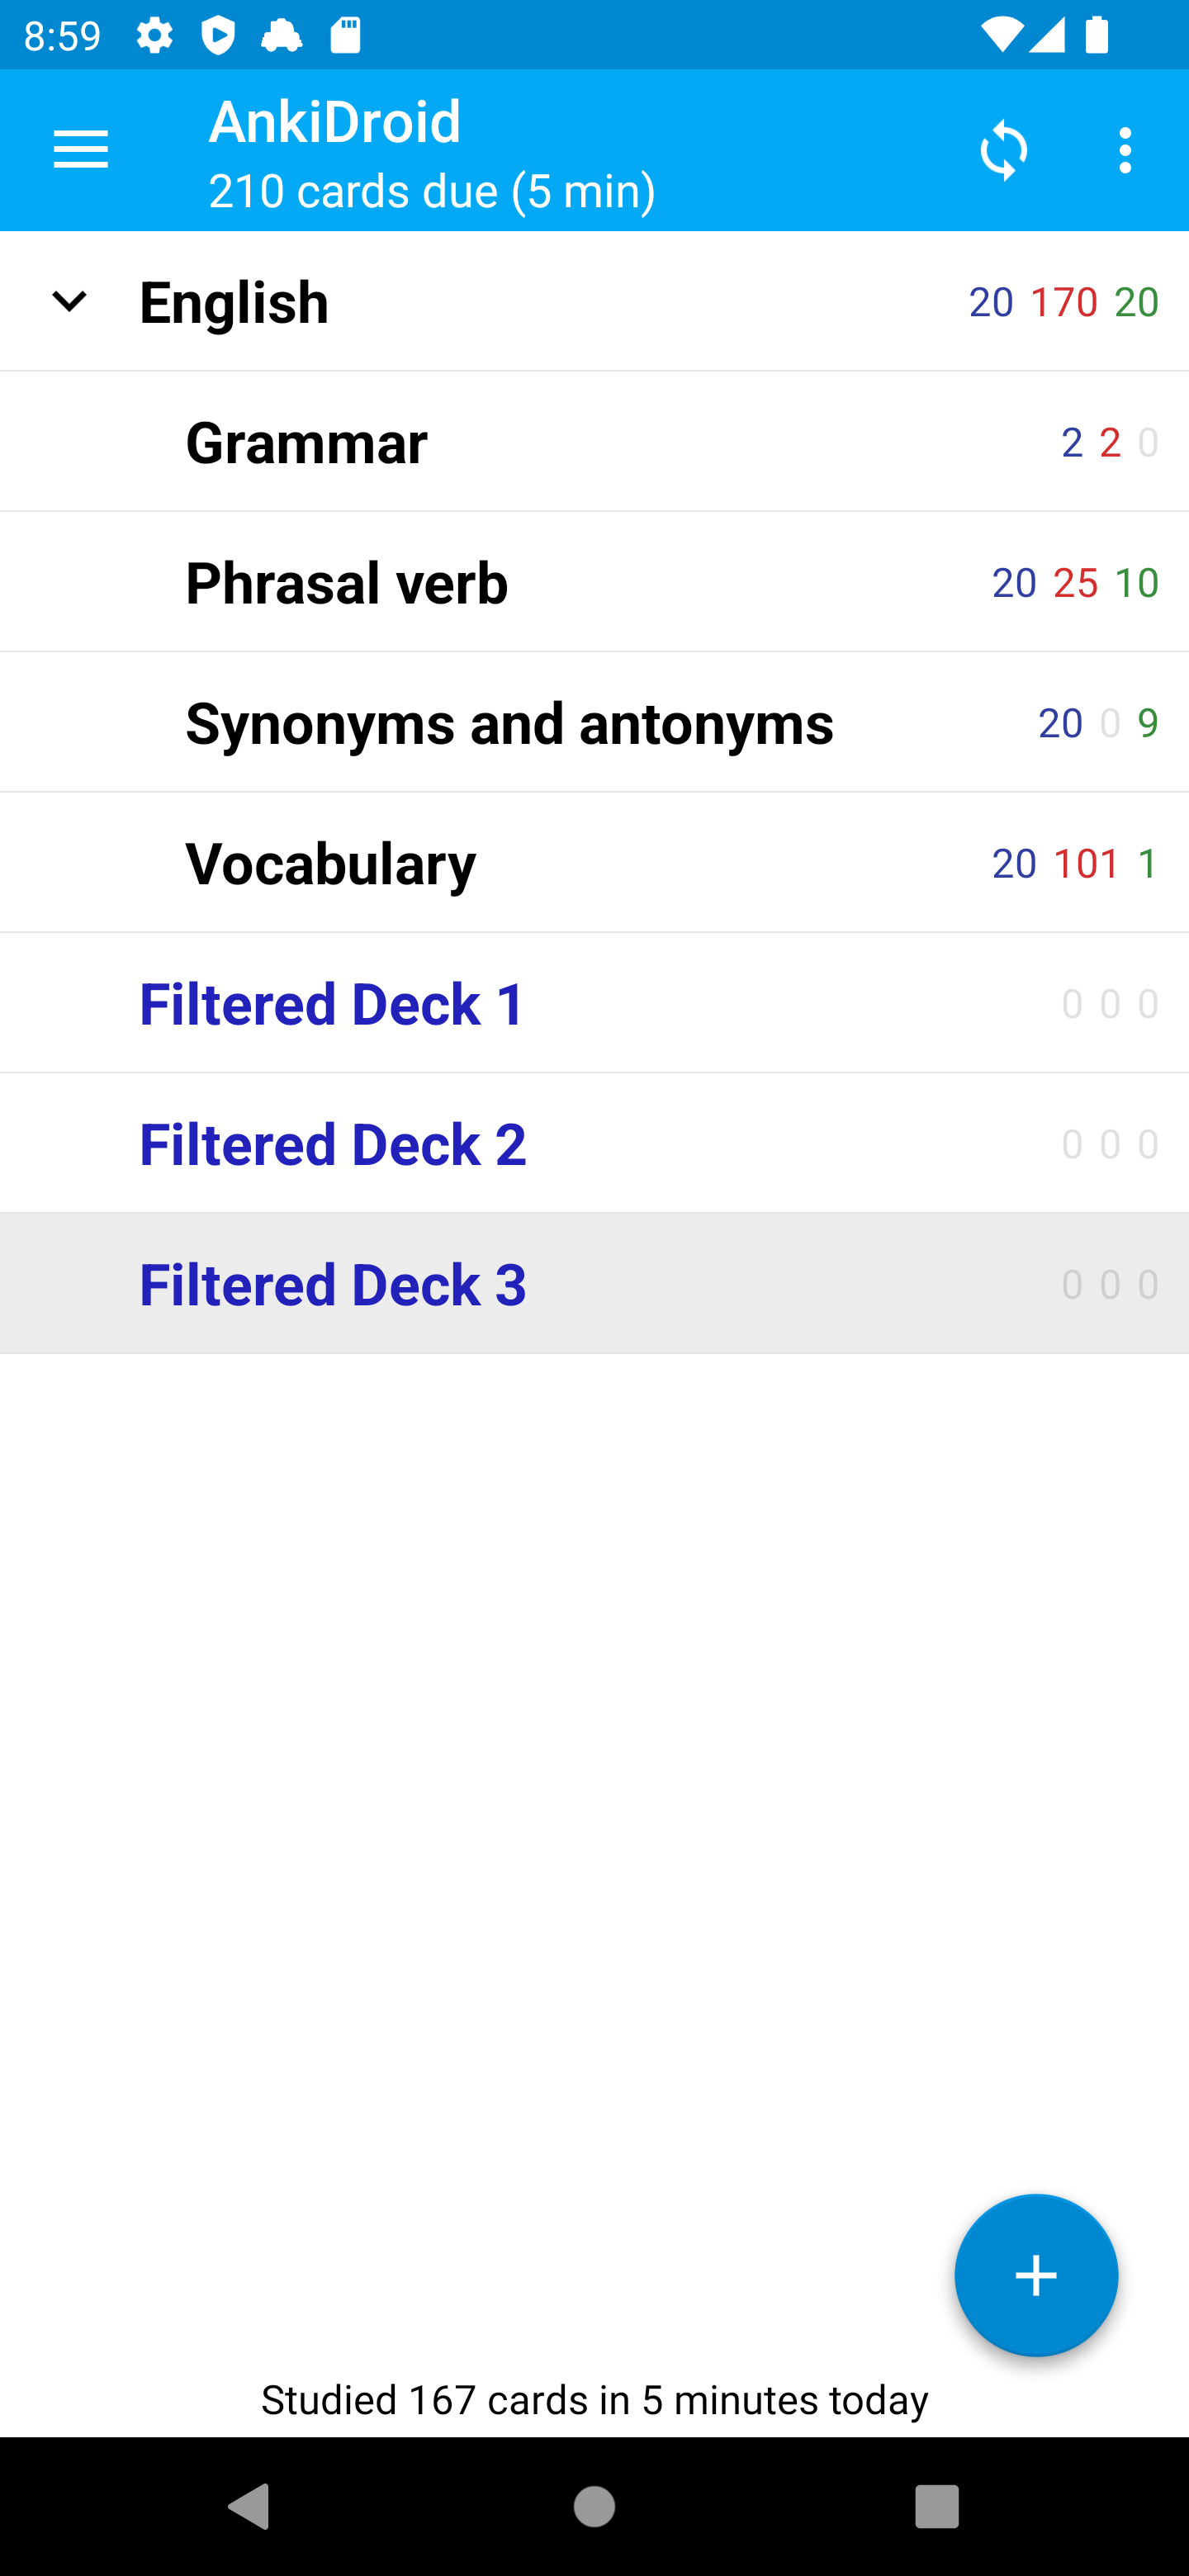 8:59
AnkiDroid
210 cards due (5 min)
English 20 170 20
Grammar 2 2 0
Phrasal verb 20 25 10
Synonyms and antonyms 20 0 9
Vocabulary 20 101 1
Filtered Deck 1 0 0 0
Filtered Deck 2 0 0 0
Filtered Deck 3 0 0 0
Studied 167 cards in 5 minutes today